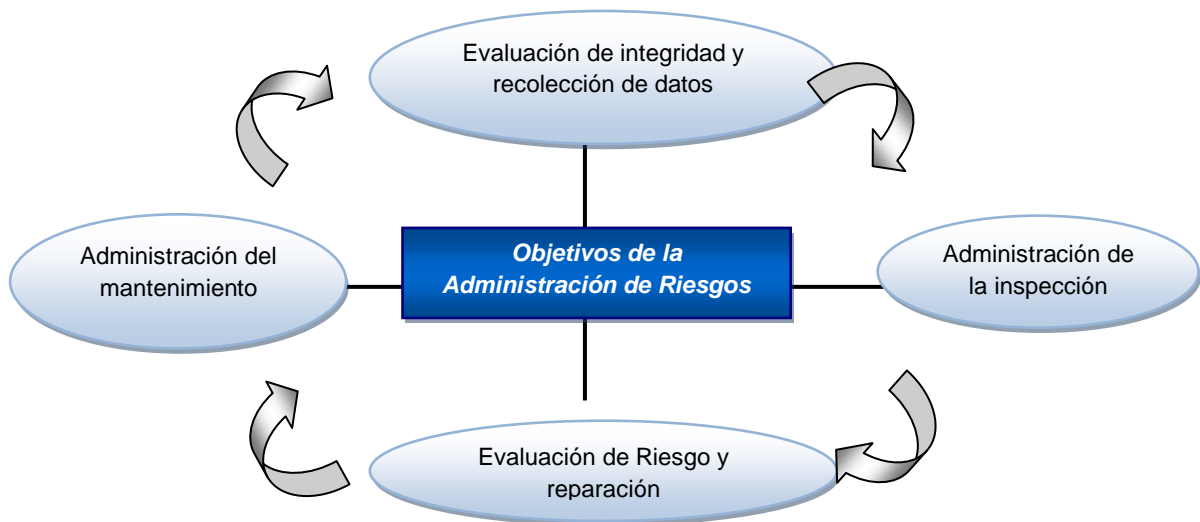 Evaluación de integridad y
recolección de datos
Administración del
mantenimiento
Objetivos de la
Administración de Riesgos
Administración de
la inspección
Evaluación de Riesgo y
reparación